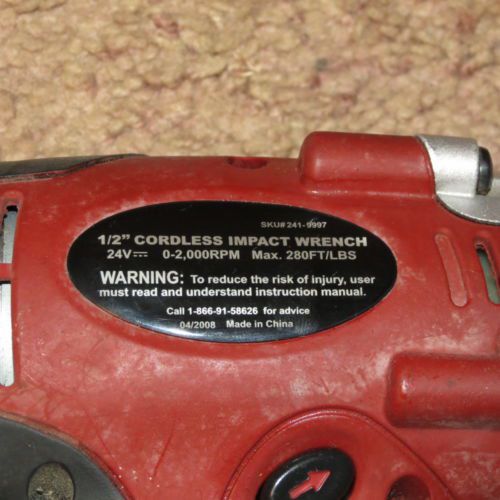 SKU# 241-9997
1/2" CORDLESS IMPACT WRENCH
24V⎓ 0-2,000RPM Max. 280FT/LBS
WARNING: To reduce the risk of injury, user
must read and understand instruction manual.
Call 1-866-91-58626 for advice
04/2008 Made in China